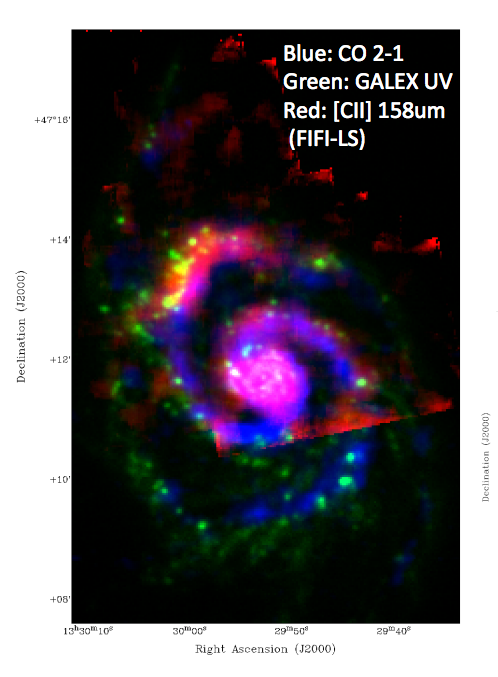 Blue: CO 2-1
Green: GALEX UV
Red: [CII] 158um
(FIFI-LS)
+47°16'
+14'
+12'
+10'
+08'
13ʰ30ᵐ10ˢ
30ᵐ00ˢ
29ᵐ50ˢ
29ᵐ40ˢ
Right Ascension (J2000)
Declination (J2000)
Declination (J2000)